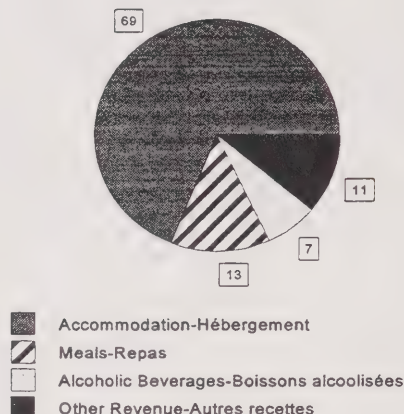 69
11
7
13
Accommodation-Hébergement
Meals-Repas
Alcoholic Beverages-Boissons alcoolisées
Other Revenue-Autres recettes